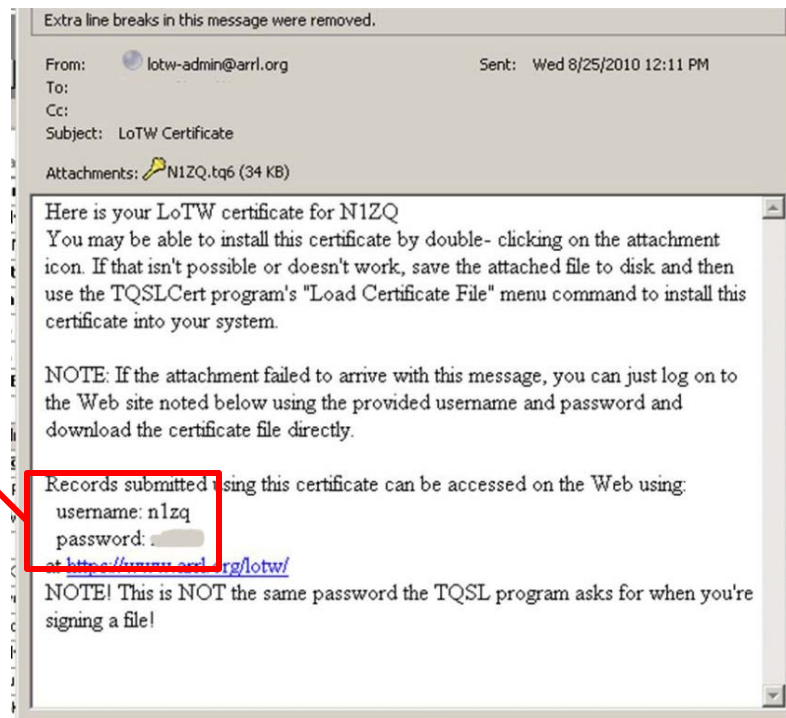 Extra line breaks in this message were removed.
From: lotw-admin@arrl.org Sent: Wed 8/25/2010 12:11 PM
To:
Cc:
Subject: LoTW Certificate
Attachments: N1ZQ.tq6 (34 KB)
Here is your LoTW certificate for N1ZQ
You may be able to install this certificate by double- clicking on the attachment
icon. If that isn't possible or doesn't work, save the attached file to disk and then
use the TQSLCert program's "Load Certificate File" menu command to install this
certificate into your system.
NOTE: If the attachment failed to arrive with this message, you can just log on to
the Web site noted below using the provided username and password and
download the certificate file directly.
Records submitted using this certificate can be accessed on the Web using:
username: n1zq
password:
at https://www.arrl.org/lotw/
NOTE! This is NOT the same password the TQSL program asks for when you're
signing a file!